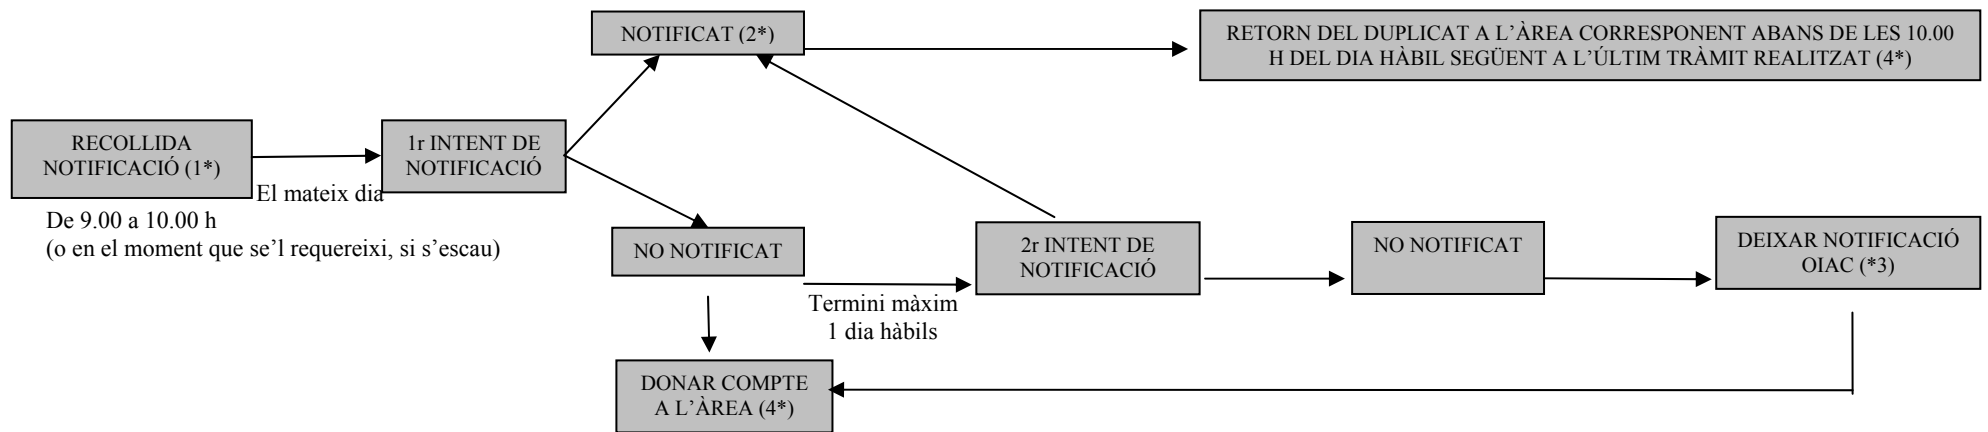 NOTIFICAT (2*)
RETORN DEL DUPLICAT A L’ÀREA CORRESPONENT ABANS DE LES 10.00
H DEL DIA HÀBIL SEGÜENT A L’ÚLTIM TRÀMIT REALITZAT (4*)
RECOLLIDA
NOTIFICACIÓ (1*)
El mateix dia
1r INTENT DE
NOTIFICACIÓ
De 9.00 a 10.00 h
(o en el moment que se’l requereixi, si s’escau)
NO NOTIFICAT
Termini màxim
1 dia hàbils
2r INTENT DE
NOTIFICACIÓ
NO NOTIFICAT
DEIXAR NOTIFICACIÓ
OIAC (*3)
DONAR COMPTE
A L’ÀREA (4*)